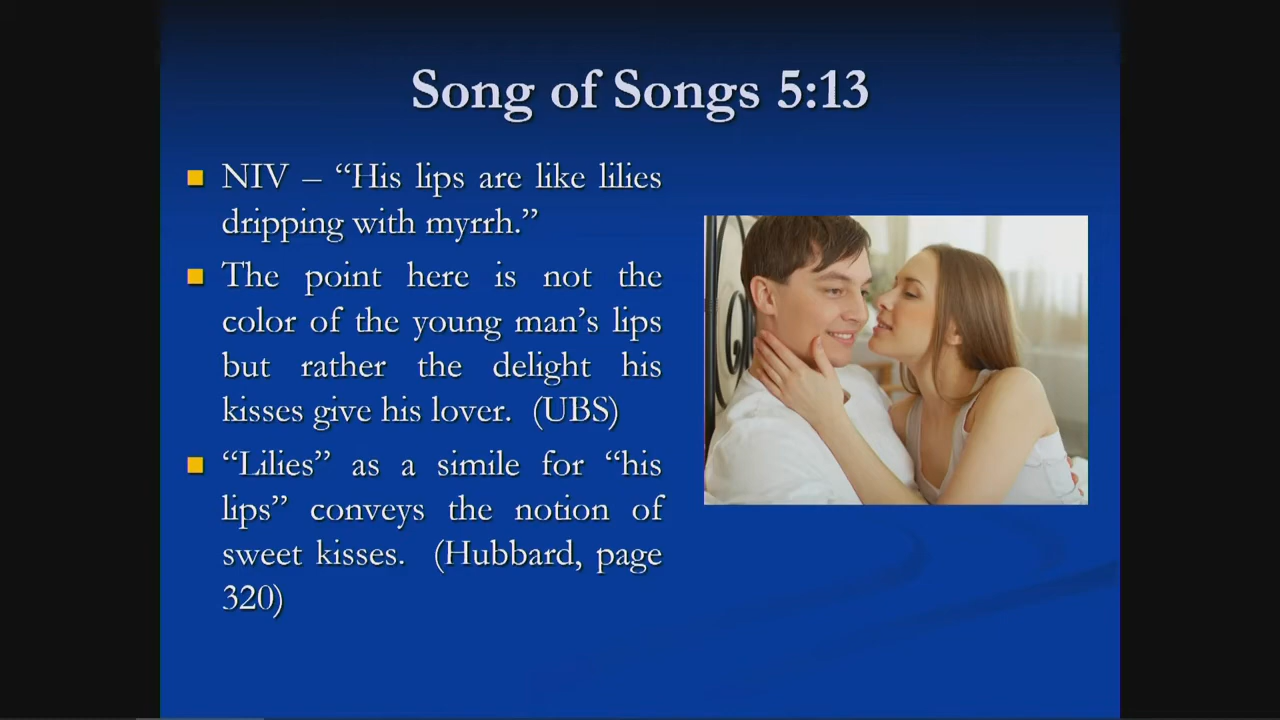 Song of Songs 5:13
NIV – “His lips are like lilies
dripping with myrrh.”
The point here is not the
color of the young man’s lips
but rather the delight his
kisses give his lover. (UBS)
“Lilies” as a simile for “his
lips” conveys the notion of
sweet kisses. (Hubbard, page
320)